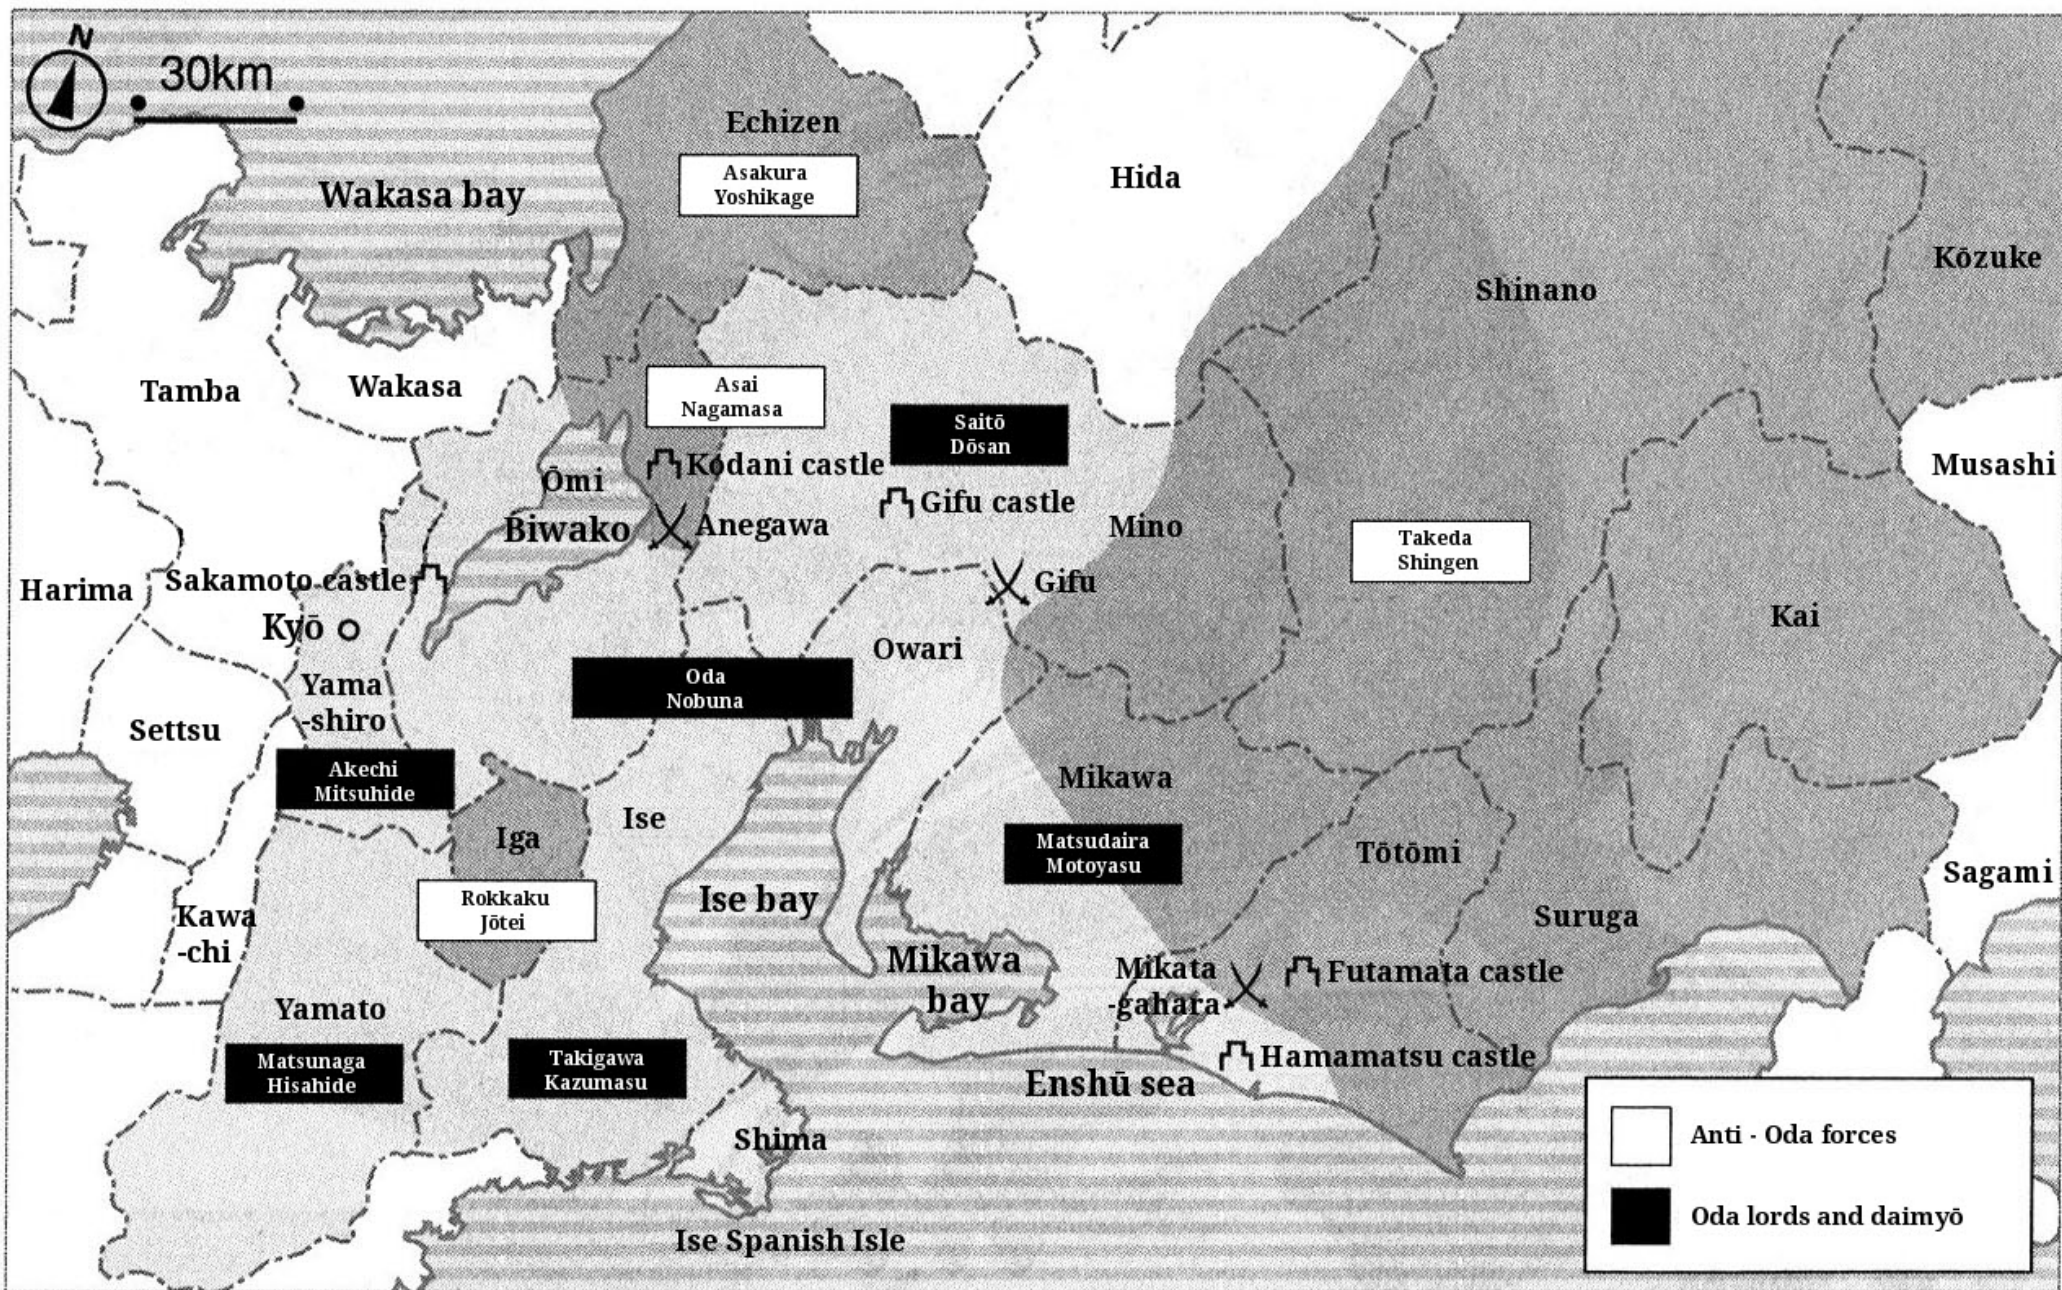 N
30km
Echizen
Asakura
Yoshikage
Wakasa bay
Hida
Kōzuke
Shinano
Tamba
Wakasa
Asai
Nagamasa
Saitō
Dōsan
Kodani castle
Gifu castle
Musashi
Ōmi
Biwako
Anegawa
Mino
Takeda
Shingen
Harima
Sakamoto castle
Gifu
Kyō
Owari
Kai
Yama
-shiro
Oda
Nobuna
Settsu
Akechi
Mitsuhide
Iga
Ise
Mikawa
Matsudaira
Motoyasu
Tōtōmi
Sagami
Rokkaku
Jōtei
Ise bay
Kawa
-chi
Suruga
Mikawa
bay
Mikata
-gahara
Futamata castle
Yamato
Hamamatsu castle
Matsunaga
Hisahide
Takigawa
Kazumasu
Enshū sea
Shima
Ise Spanish Isle
Anti - Oda forces
Oda lords and daimyō